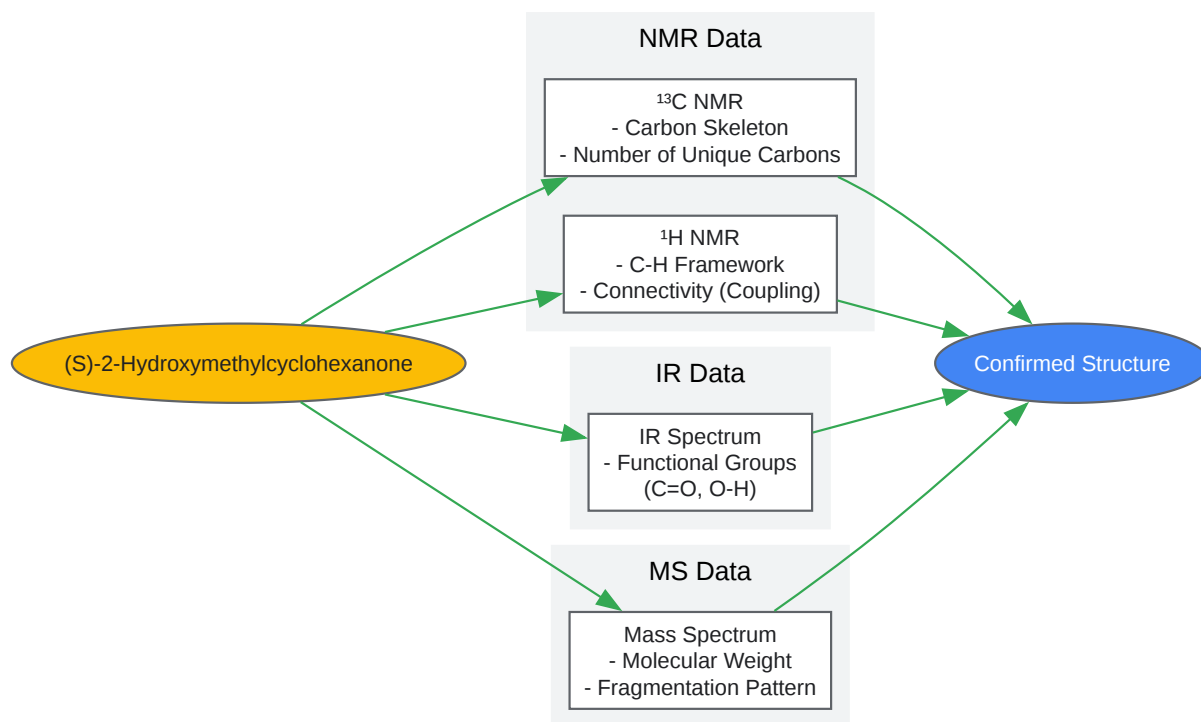 NMR Data
¹³C NMR
- Carbon Skeleton
- Number of Unique Carbons
¹H NMR
- C-H Framework
- Connectivity (Coupling)
(S)-2-Hydroxymethylcyclohexanone
Confirmed Structure
IR Data
IR Spectrum
- Functional Groups
(C=O, O-H)
MS Data
Mass Spectrum
- Molecular Weight
- Fragmentation Pattern